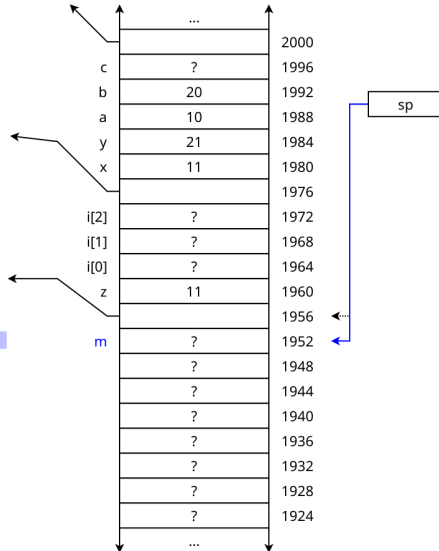 ...
2000
c ? 1996
b 20 1992
a 10 1988
sp
y 21 1984
x 11 1980
1976
i[2] ? 1972
i[1] ? 1968
i[0] ? 1964
z 11 1960
1956
m ? 1952
? 1948
? 1944
? 1940
? 1936
? 1932
? 1928
? 1924
...